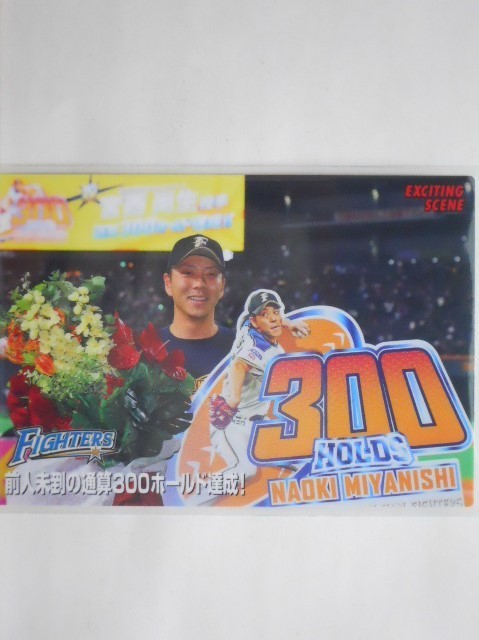 EXCITING
SCENE
300
FIGHTERS
300
HOLDS
NAOKI MIYANISHI
前人未到の通算300ホールド達成!